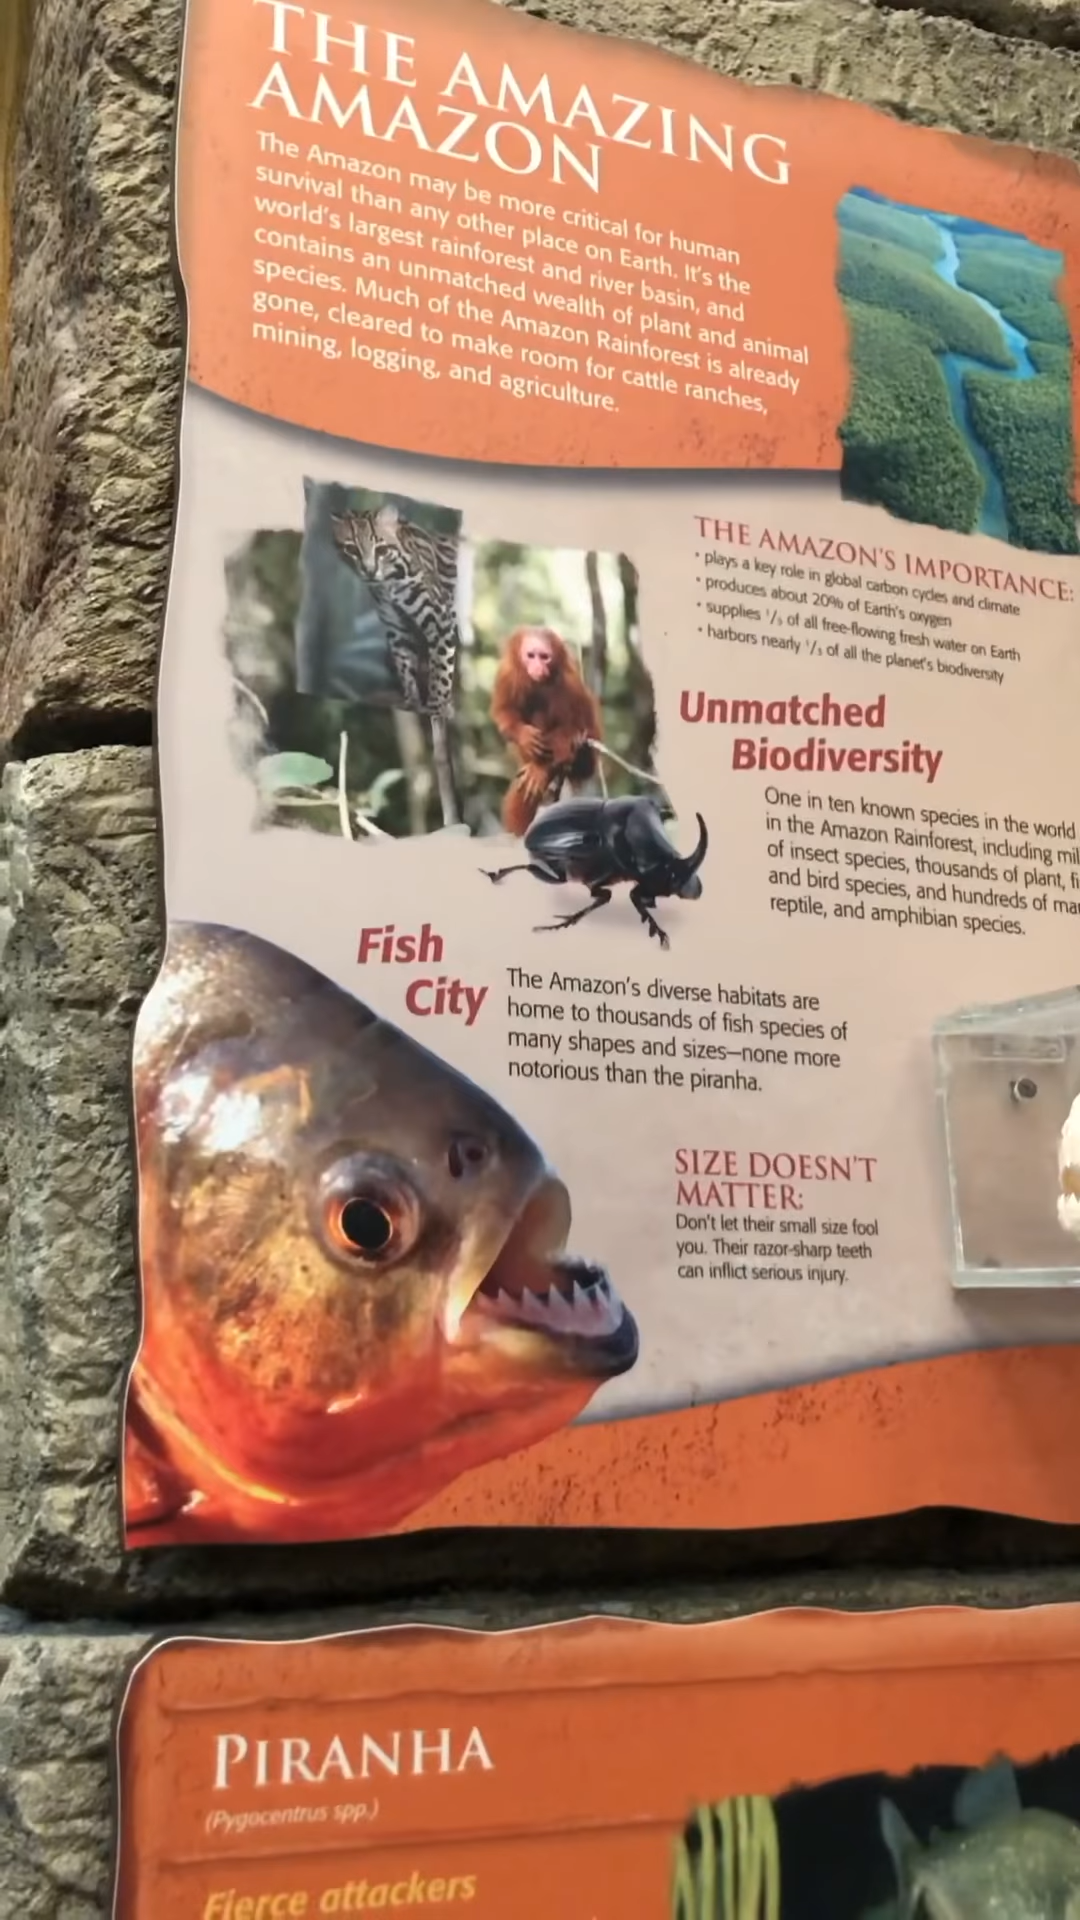 THE AMAZING
AMAZON
The Amazon may be more critical for human
survival than any other place on Earth. It's the
world's largest rainforest and river basin, and
contains an unmatched wealth of plant and animal
species. Much of the Amazon Rainforest is already
gone, cleared to make room for cattle ranches,
mining, logging, and agriculture.
THE AMAZON'S IMPORTANCE:
• plays a key role in global carbon cycles and climate
• produces about 20% of Earth's oxygen
• supplies 1/5 of all free-flowing fresh water on Earth
• harbors nearly 1/3 of all the planet's biodiversity
Unmatched
Biodiversity
One in ten known species in the world
in the Amazon Rainforest, including mil
of insect species, thousands of plant, fi
and bird species, and hundreds of ma
reptile, and amphibian species.
Fish
City
The Amazon's diverse habitats are
home to thousands of fish species of
many shapes and sizes—none more
notorious than the piranha.
SIZE DOESN'T
MATTER:
Don't let their small size fool
you. Their razor-sharp teeth
can inflict serious injury.
PIRANHA
(Pygocentrus spp.)
Fierce attackers